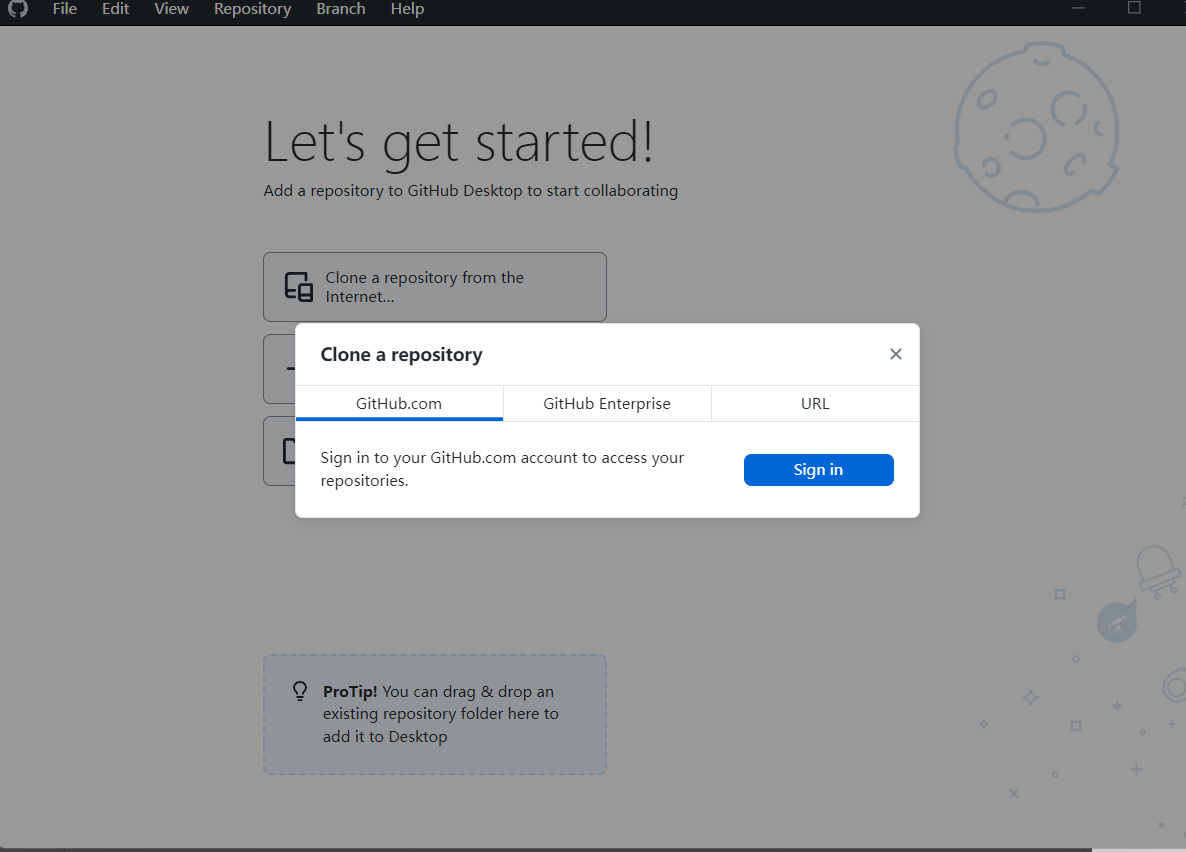 File Edit View Repository Branch Help
Let's get started!
Add a repository to GitHub Desktop to start collaborating
Clone a repository from the
Internet...
Clone a repository
GitHub.com GitHub Enterprise URL
Sign in to your GitHub.com account to access your
repositories.
Sign in
ProTip! You can drag & drop an
existing repository folder here to
add it to Desktop